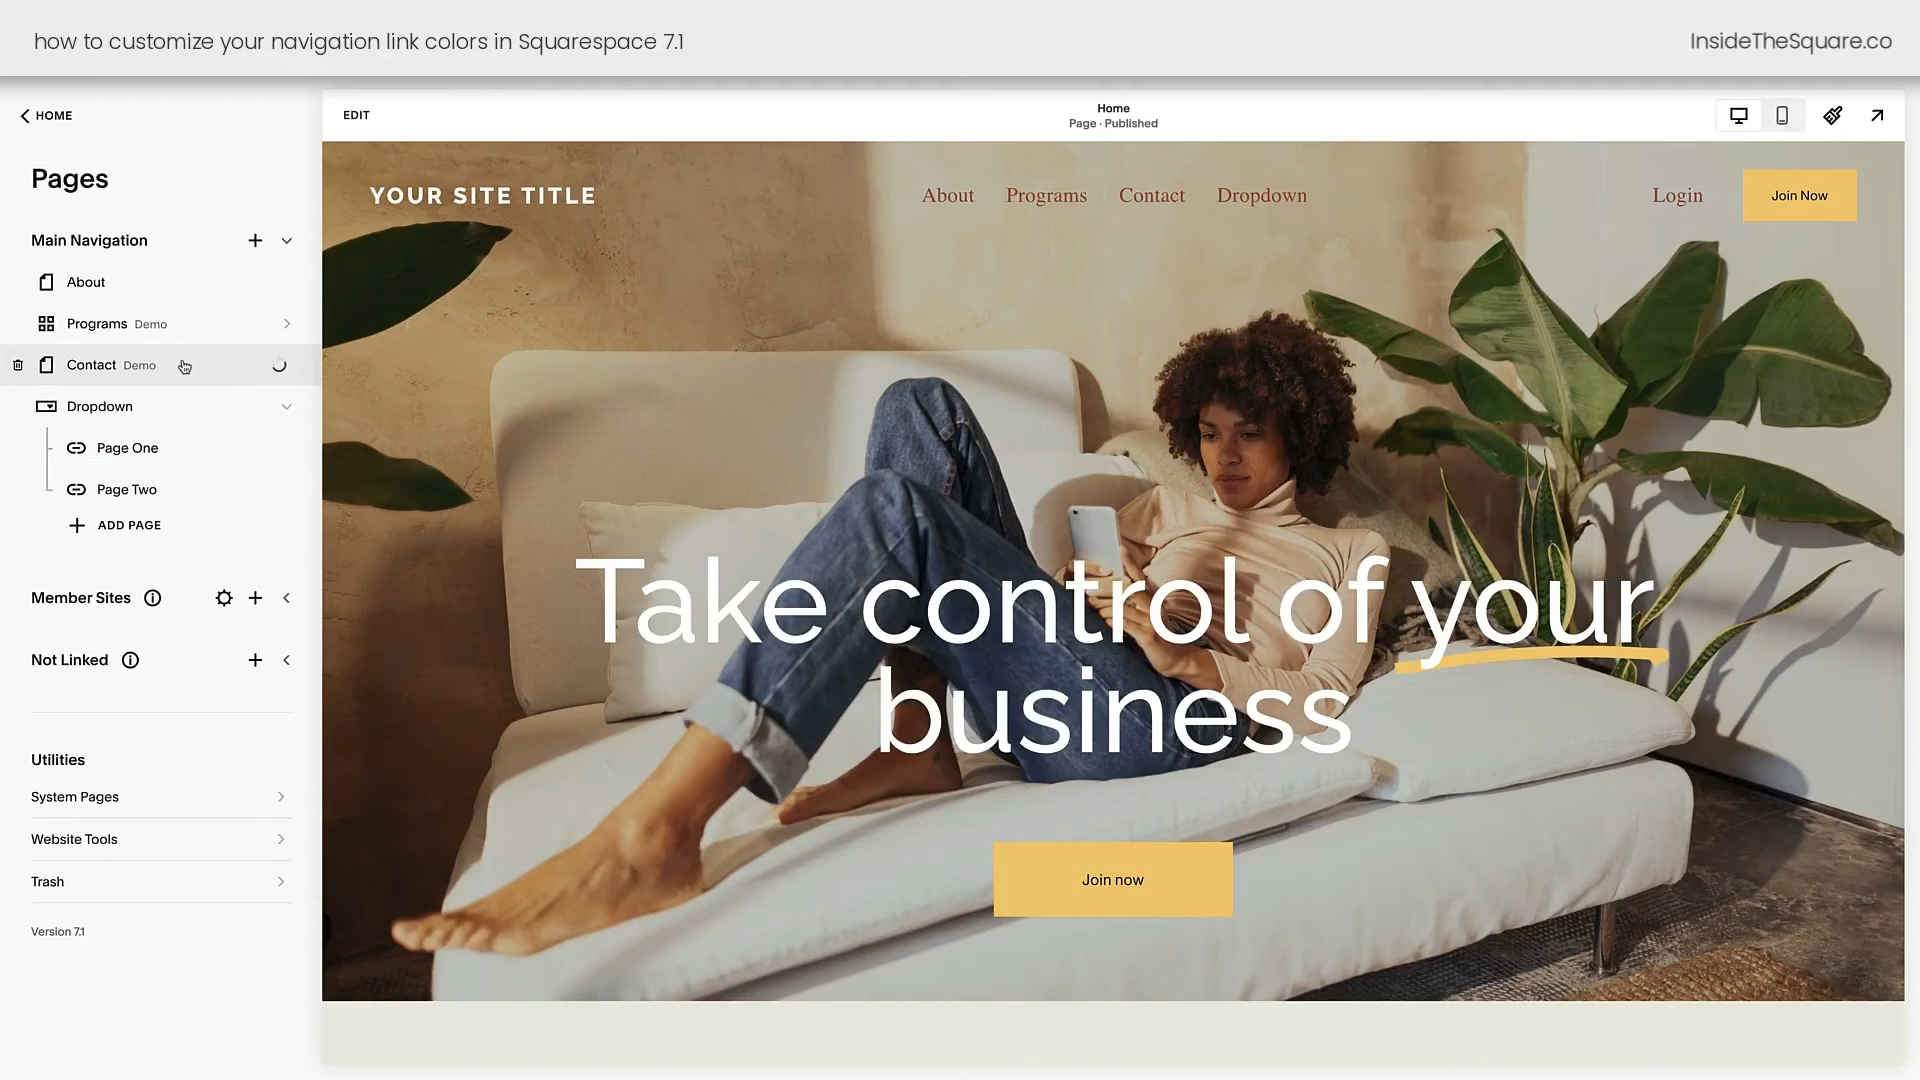 how to customize your navigation link colors in Squarespace 7.1
InsideTheSquare.co
HOME
Pages
Main Navigation
About
Programs Demo
Contact Demo
Dropdown
Page One
Page Two
ADD PAGE
Member Sites
Not Linked
Utilities
System Pages
Website Tools
Trash
Version 7.1
EDIT
Home
Page · Published
YOUR SITE TITLE
About Programs Contact Dropdown
Login
Join Now
Take control of your
business
Join now